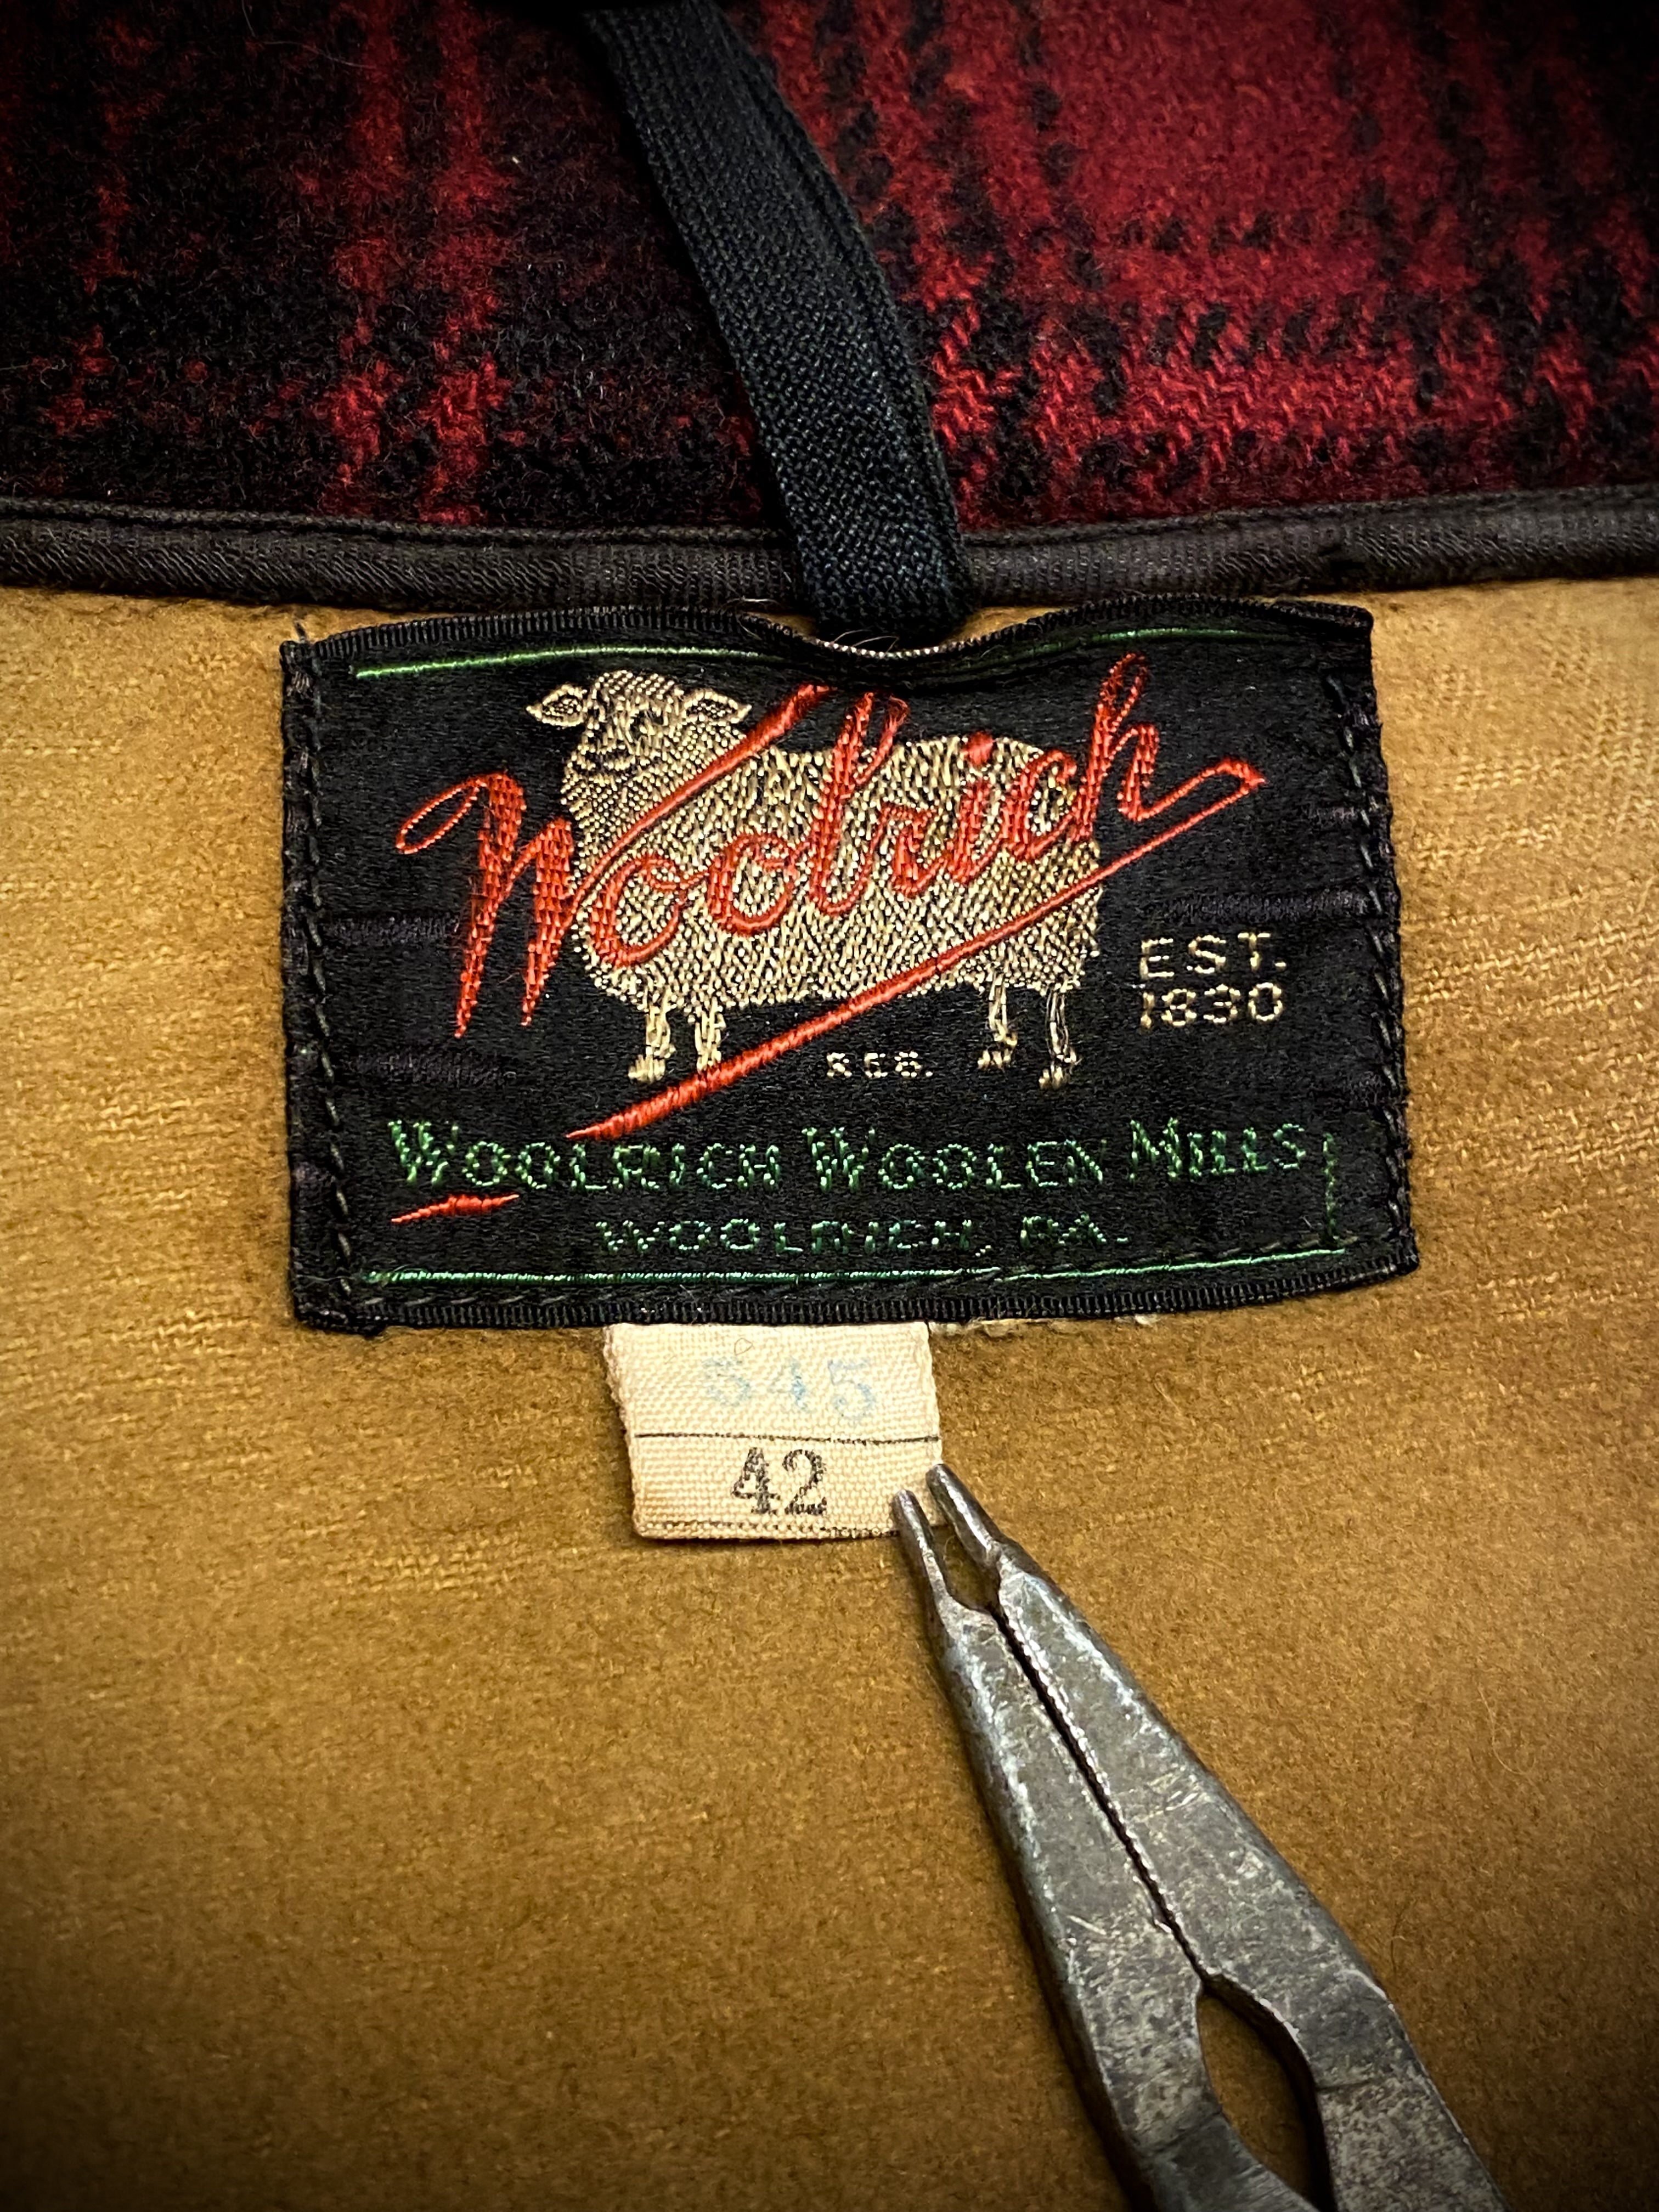 Woolrich
EST.
1830
REG.
WOOLRICH WOOLEN MILLS
WOOLRICH, PA.
545
42